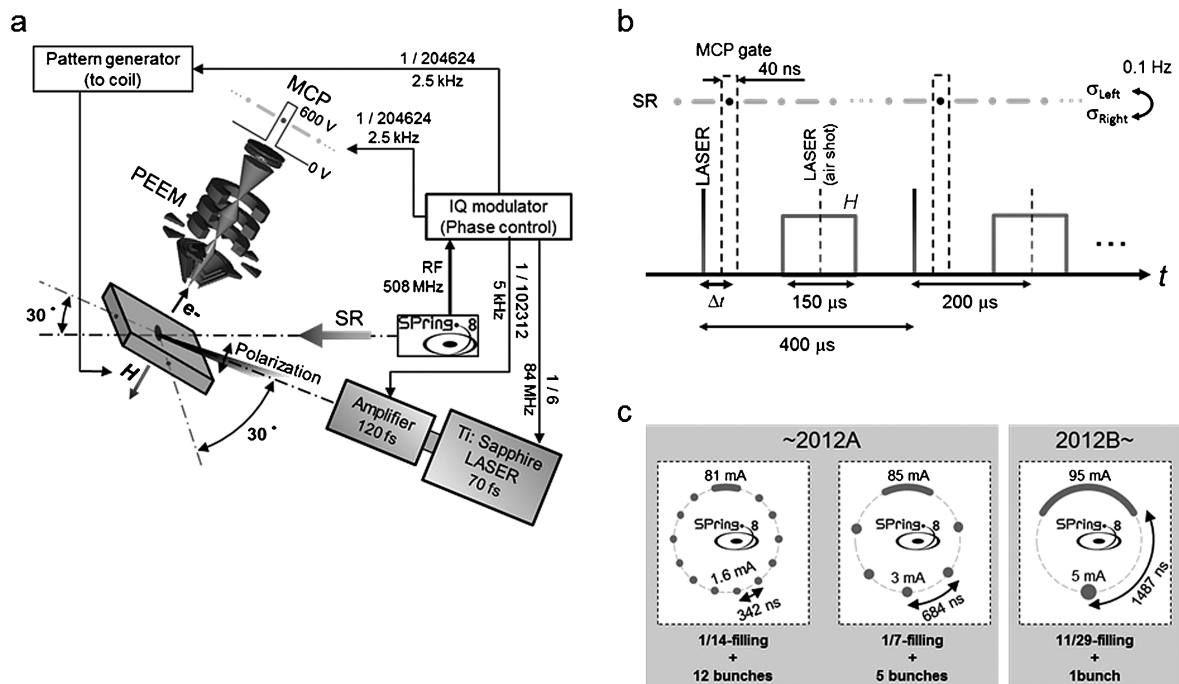 a
Pattern generator
(to coil)
1 / 204624
2.5 kHz
MCP
600 V
0 V
1 / 204624
2.5 kHz
PEEM
IQ modulator
(Phase control)
RF
508 MHz
1 / 102312
5 kHz
1 / 6
84 MHz
e-
30°
SR
SPring. 8
Polarization
H
30°
Amplifier
120 fs
Ti: Sapphire
LASER
70 fs
b
MCP gate
40 ns
0.1 Hz
SR
σLeft
σRight
LASER
LASER
(air shot)
H
...
t
Δt
150 µs
200 µs
400 µs
c
~2012A
2012B~
81 mA
SPring. 8
1.6 mA
342 ns
1/14-filling
+
12 bunches
85 mA
SPring. 8
3 mA
684 ns
1/7-filling
+
5 bunches
95 mA
SPring. 8
5 mA
1487 ns
11/29-filling
+
1bunch